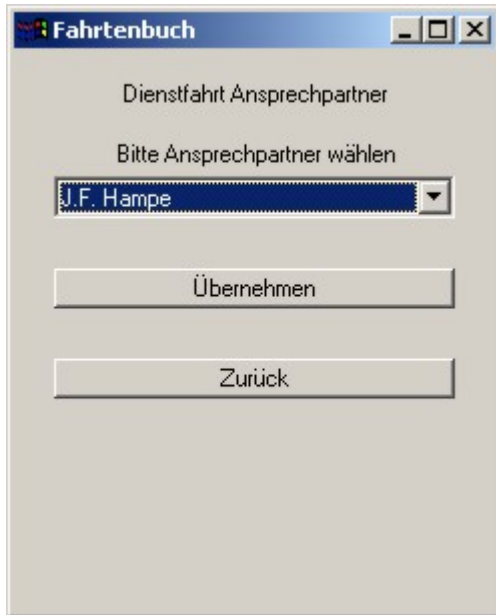 Fahrtenbuch
Dienstfahrt Ansprechpartner
Bitte Ansprechpartner wählen
J.F. Hampe
Übernehmen
Zurück